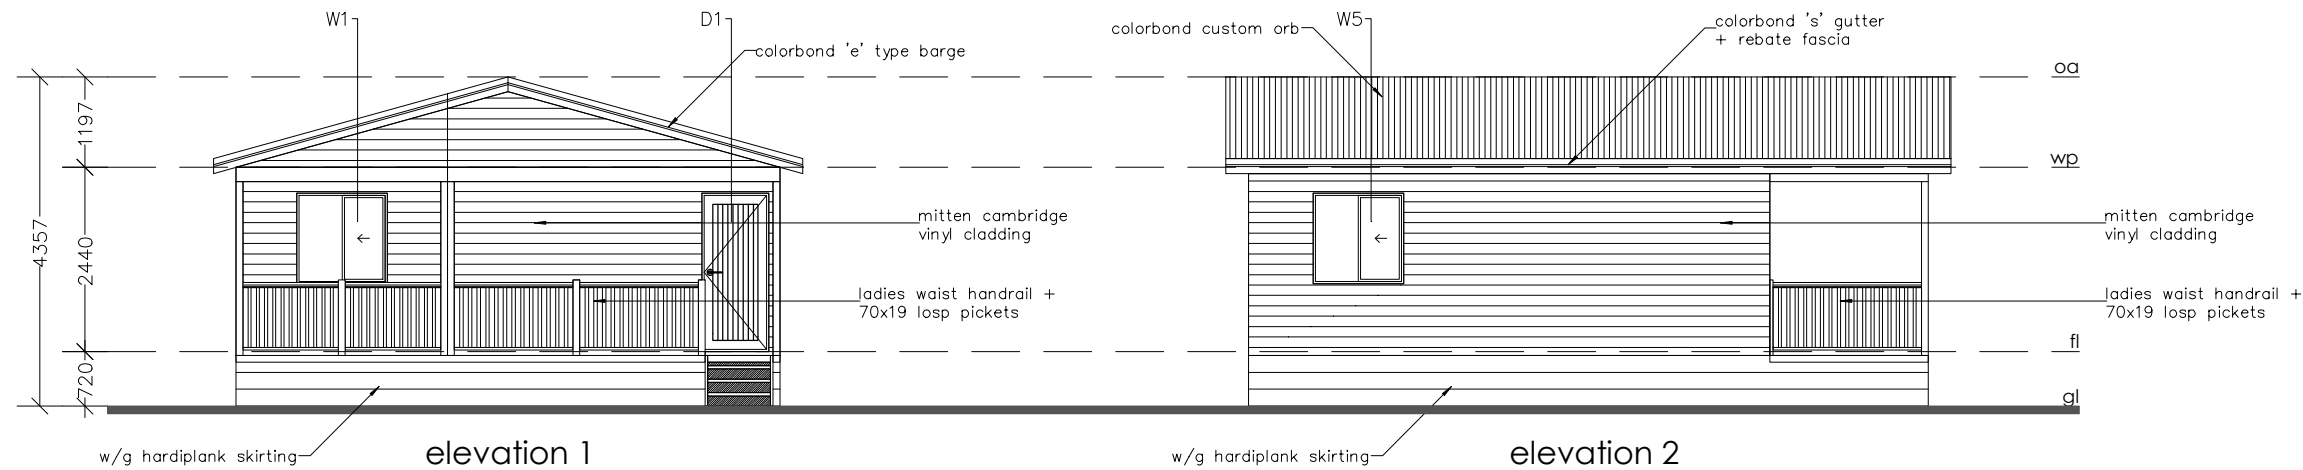 W1
D1
colorbond 'e' type barge
colorbond custom orb
W5
colorbond 's' gutter
+ rebate fascia
oa
1197
wp
4357
2440
mitten cambridge
vinyl cladding
mitten cambridge
vinyl cladding
ladies waist handrail +
70x19 losp pickets
ladies waist handrail +
70x19 losp pickets
fl
720
gl
w/g hardiplank skirting
elevation 1
w/g hardiplank skirting
elevation 2